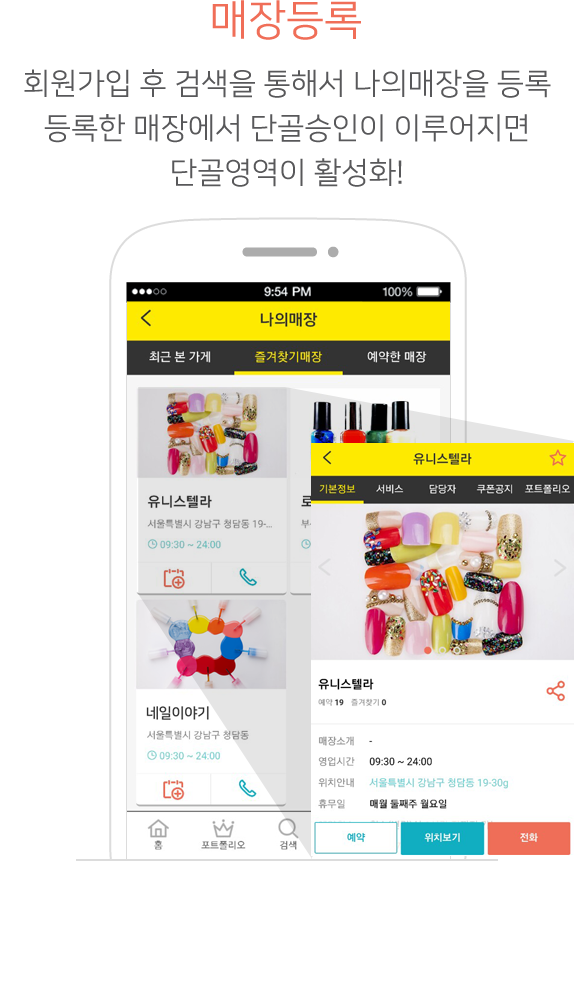 매장등록
회원가입 후 검색을 통해서 나의매장을 등록
등록한 매장에서 단골승인이 이루어지면
단골영역이 활성화!
9:54 PM 100%
나의매장
최근 본 가게 즐겨찾기매장 예약한 매장
유니스텔라
서울특별시 강남구 청담동 19-...
09:30 ~ 24:00
네일이야기
서울특별시 강남구 청담동
09:30 ~ 24:00
홈 포트폴리오 검색
유니스텔라
기본정보 서비스 담당자 쿠폰공지 포트폴리오
유니스텔라
예약 19 즐겨찾기 0
매장소개 -
영업시간 09:30 ~ 24:00
위치안내 서울특별시 강남구 청담동 19-30g
휴무일 매월 둘째주 월요일
예약 위치보기 전화